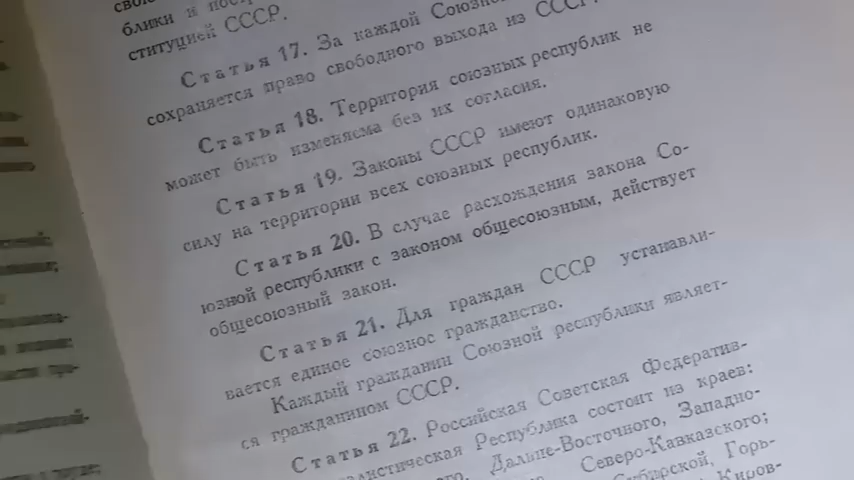 блики и
ституцией СССР.
Статья 17. За каждой Союзно
сохраняется право свободного выхода из СССР.
Статья 18. Территория союзных республик не
может быть изменяема без их согласия.
Статья 19. Законы СССР имеют одинаковую
силу на территории всех союзных республик.
Статья 20. В случае расхождения закона Со-
юзной республики с законом общесоюзным, действует
общесоюзный закон.
Статья 21. Для граждан СССР устанавли-
вается единое союзное гражданство.
Каждый гражданин Союзной республики являет-
ся гражданином СССР.
Статья 22. Российская Советская Федератив-
алистическая Республика состоит из краев:
Дальне-Восточного, Западно-
Северо-Кавказского;
Горь-
Киров-